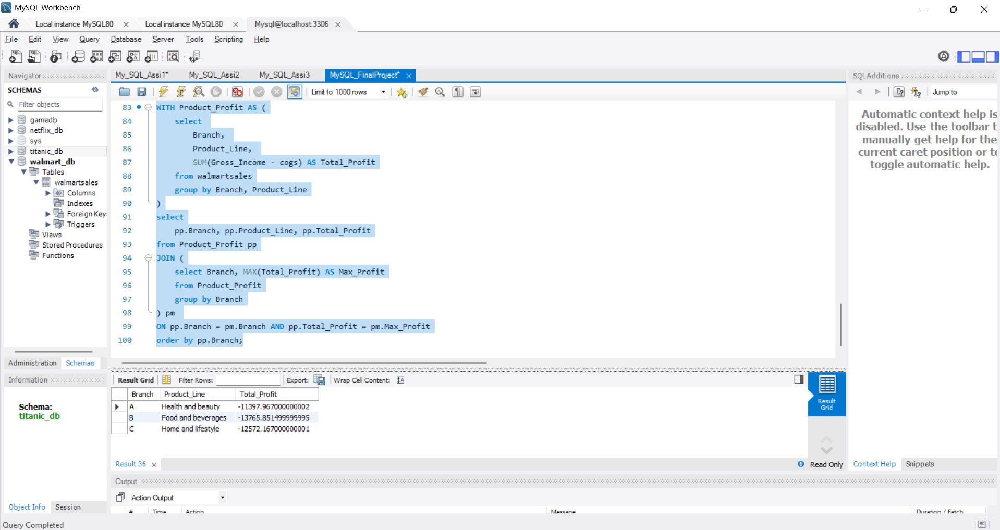 MySQL Workbench
Local instance MySQL80 Local instance MySQL80 Mysql@localhost:3306
File Edit View Query Database Server Tools Scripting Help
Navigator
SCHEMAS
Filter objects
gamedb
netflix_db
sys
titanic_db
walmart_db
Tables
walmartsales
Columns
Indexes
Foreign Key
Triggers
Views
Stored Procedures
Functions
Administration Schemas
Information
Schema:
titanic_db
Object Info Session
My_SQL_Assi1* My_SQL_Assi2 My_SQL_Assi3 MySQL_FinalProject*
Limit to 1000 rows
83 WITH Product_Profit AS (
84 select
85 Branch,
86 Product_Line,
87 SUM(Gross_Income - cogs) AS Total_Profit
88 from walmartsales
89 group by Branch, Product_Line
90 )
91 select
92 pp.Branch, pp.Product_Line, pp.Total_Profit
93 from Product_Profit pp
94 JOIN (
95 select Branch, MAX(Total_Profit) AS Max_Profit
96 from Product_Profit
97 group by Branch
98 ) pm
99 ON pp.Branch = pm.Branch AND pp.Total_Profit = pm.Max_Profit
100 order by pp.Branch;
Result Grid Filter Rows: Export: Wrap Cell Content:
Branch Product_Line Total_Profit
A Health and beauty -11397.967000000002
B Food and beverages -13765.851499999995
C Home and lifestyle -12572.167000000001
Result Grid
Result 36
Read Only
Output
Action Output
# Time Action Message Duration / Fetch
SQLAdditions
Jump to
Automatic context help is
disabled. Use the toolbar t
manually get help for the
current caret position or to
toggle automatic help.
Context Help Snippets
Query Completed